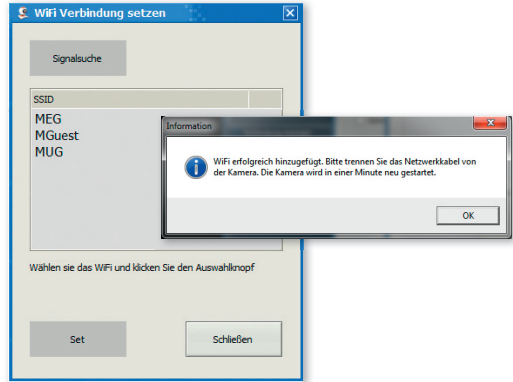 WiFi Verbindung setzen
Signalsuche
SSID
MEG
MGuest
MUG
Information
WiFi erfolgreich hinzugefügt. Bitte trennen Sie das Netzwerkkabel von
der Kamera. Die Kamera wird in einer Minute neu gestartet.
OK
Wählen sie das WiFi und klicken Sie den Auswahlknopf
Set
Schließen